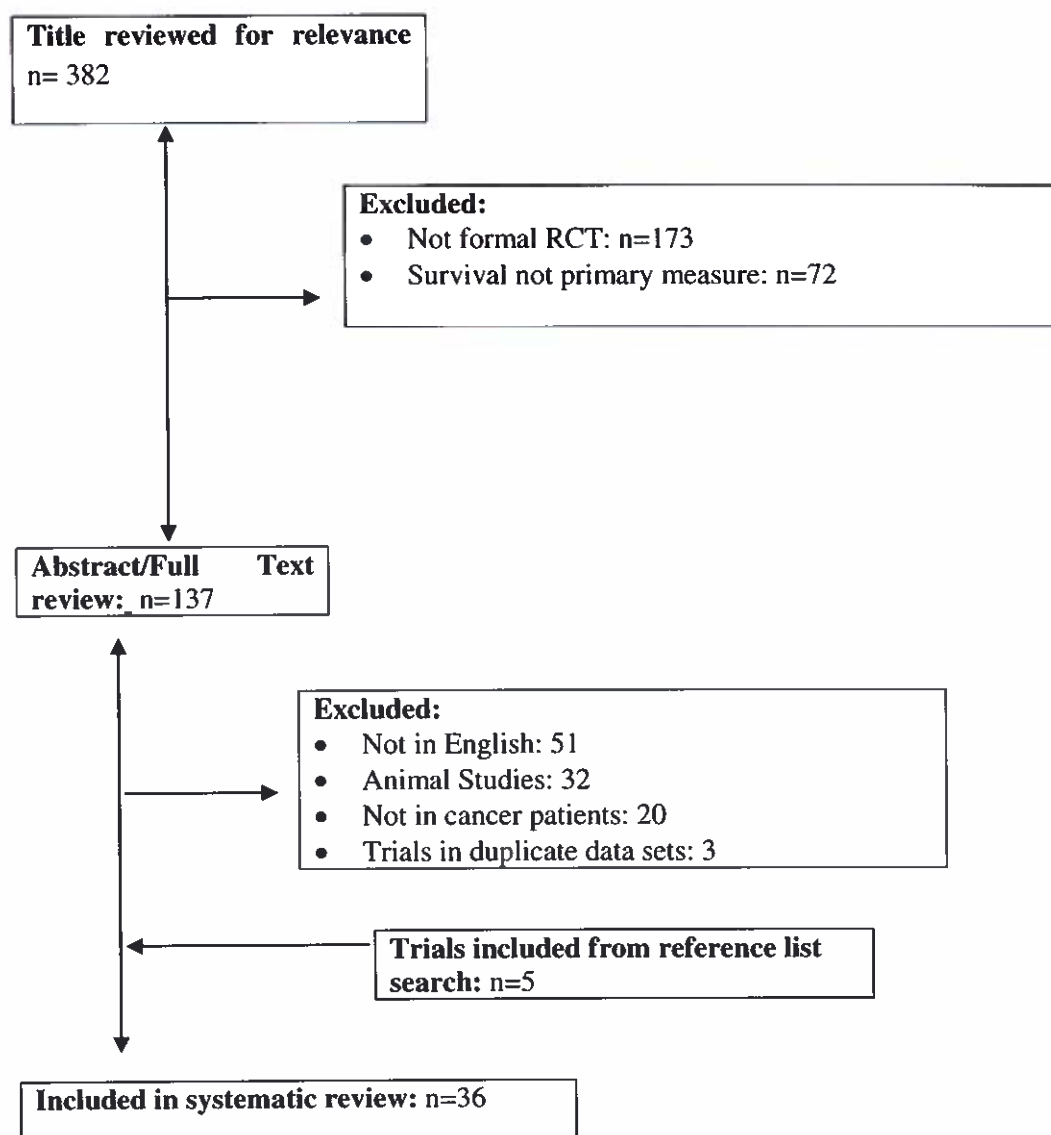 Title reviewed for relevance
n= 382
Excluded:
• Not formal RCT: n=173
• Survival not primary measure: n=72
Abstract/Full Text
review: n=137
Excluded:
• Not in English: 51
• Animal Studies: 32
• Not in cancer patients: 20
• Trials in duplicate data sets: 3
Trials included from reference list
search: n=5
Included in systematic review: n=36